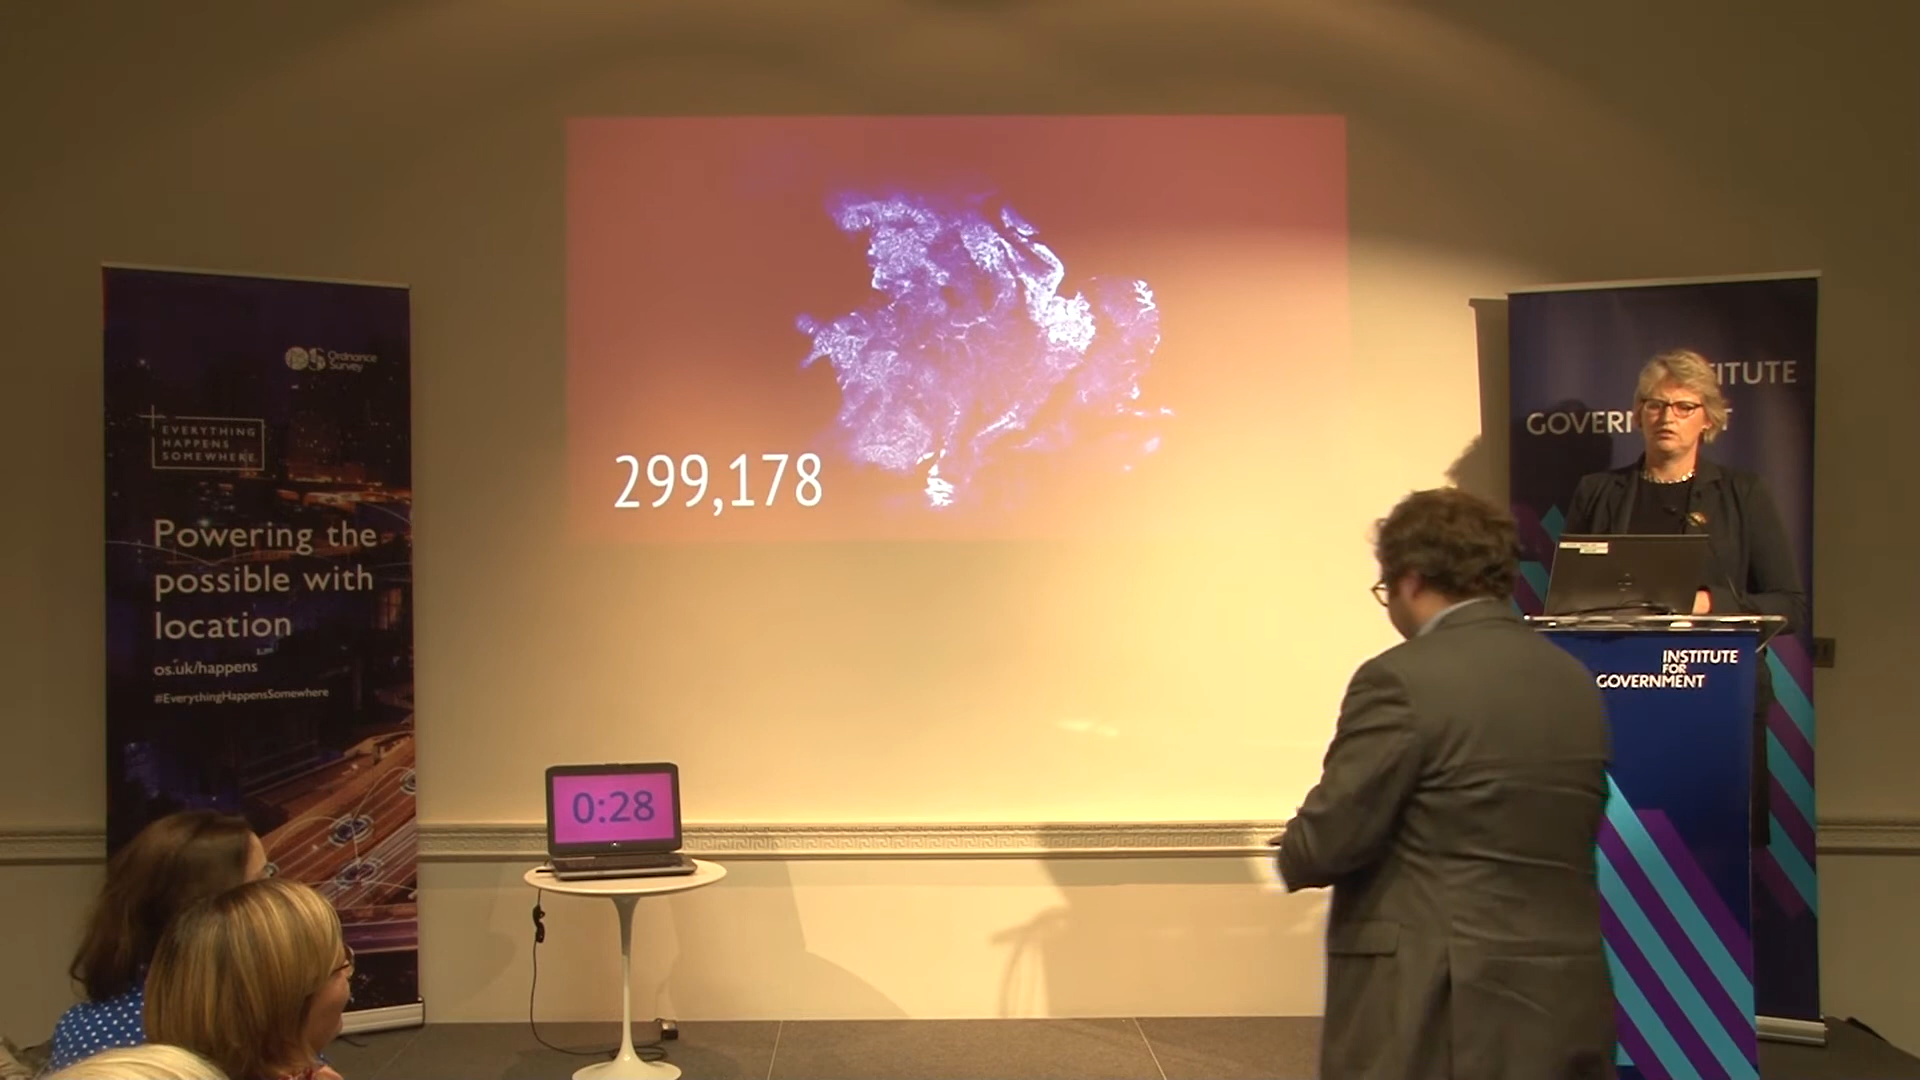 Ordnance
Survey
EVERYTHING
HAPPENS
SOMEWHERE
Powering the
possible with
location
os.uk/happens
#EverythingHappensSomewhere
299,178
0:28
INSTITUTE
FOR
GOVERNMENT